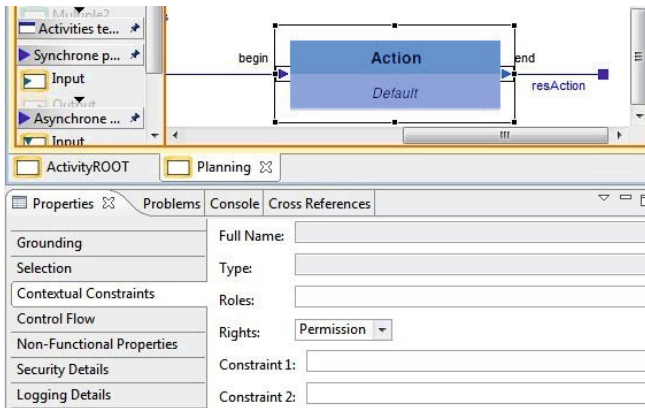 Multiple?
Activities te...
Synchrone p...
Input
Output
Asynchrone ...
Input
begin
Action
Default
end
resAction
ActivityROOT
Planning
Properties
Problems
Console
Cross References
Grounding
Selection
Contextual Constraints
Control Flow
Non-Functional Properties
Security Details
Logging Details
Full Name:
Type:
Roles:
Rights:
Permission
Constraint 1:
Constraint 2: